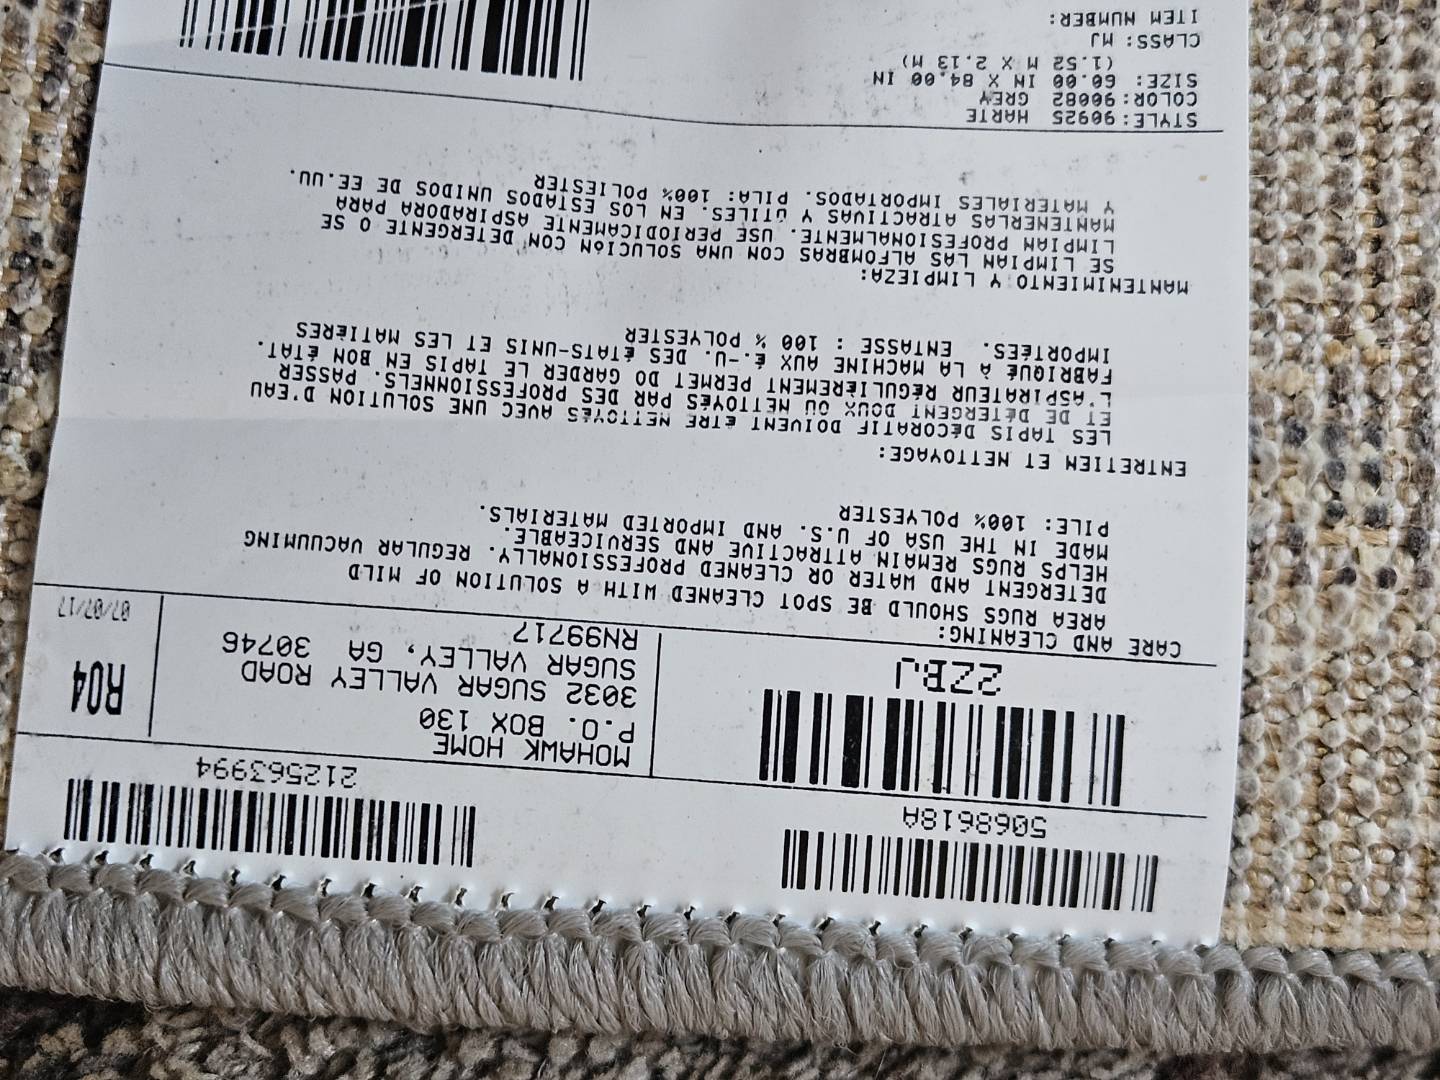 5068618A
212563994
2ZBJ
MOHAWK HOME
P.O. BOX 130
3032 SUGAR VALLEY ROAD
SUGAR VALLEY, GA 30746
RN99717
R04
07/07/17
CARE AND CLEANING:
AREA RUGS SHOULD BE SPOT CLEANED WITH A SOLUTION OF MILD
DETERGENT AND WATER OR CLEANED PROFESSIONALLY. REGULAR VACUUMING
HELPS RUGS REMAIN ATTRACTIVE AND SERVICEABLE.
MADE IN THE USA OF U.S. AND IMPORTED MATERIALS.
PILE: 100% POLYESTER
ENTRETIEN ET NETTOYAGE:
LES TAPIS DÉCORATIF DOIVENT ÊTRE NETTOYÉS AVEC UNE SOLUTION D'EAU
ET DE DÉTERGENT DOUX OU NETTOYÉS PAR DES PROFESSIONNELS. PASSER
L'ASPIRATEUR RÉGULIÈREMENT PERMET DO GARDER LE TAPIS EN BON ÉTAT.
FABRIQUÉ À LA MACHINE AUX É.-U. DES ÉTATS-UNIS ET LES MATIÈRES
IMPORTÉES. ENTASSE : 100 % POLYESTER
MANTENIMIENTO Y LIMPIEZA:
SE LIMPIAN LAS ALFOMBRAS CON UNA SOLUCIÓN CON DETERGENTE O SE
LIMPIAN PROFESIONALMENTE. USE PERIODICAMENTE ASPIRADORA PARA
MANTENERLAS ATRACTIVAS Y ÚTILES. EN LOS ESTADOS UNIDOS DE EE.UU.
Y MATERIALES IMPORTADOS. PILA: 100% POLIESTER
STYLE: 90925 HARTE
COLOR: 90082 GREY
SIZE: 60.00 IN X 84.00 IN
(1.52 M X 2.13 M)
CLASS: MJ
ITEM NUMBER: